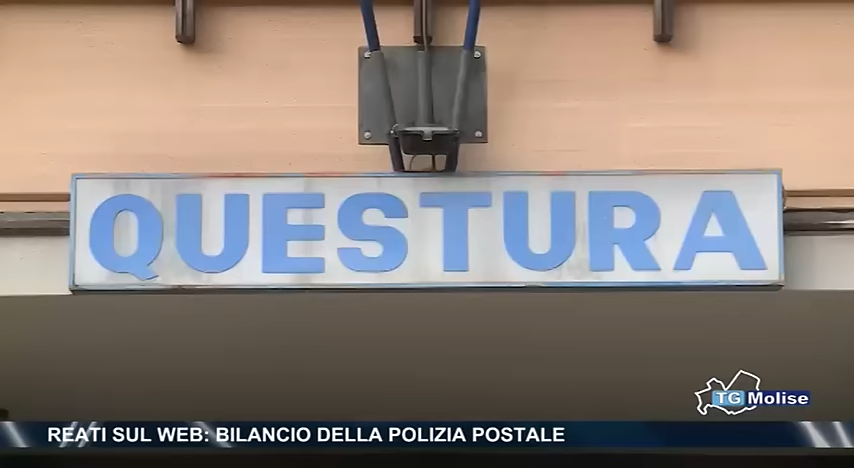 QUESTURA
TG Molise
REATI SUL WEB: BILANCIO DELLA POLIZIA POSTALE